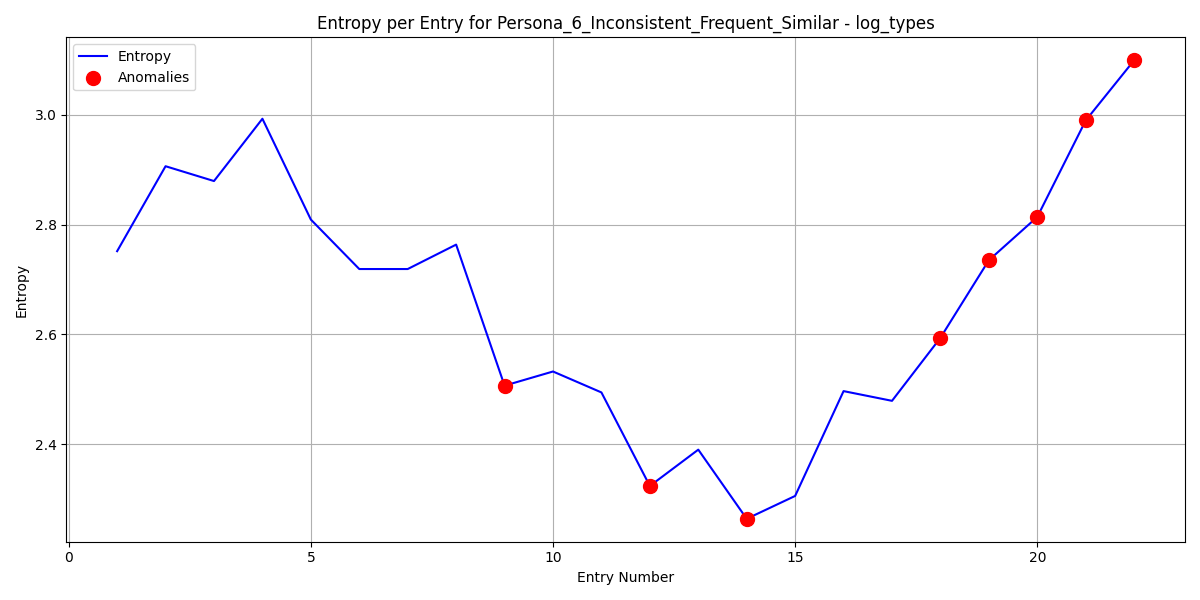 Entropy per Entry for Persona_6_Inconsistent_Frequent_Similar - log_types
Entropy
Anomalies
3.0
2.8
2.6
2.4
Entropy
0 5 10 15 20
Entry Number